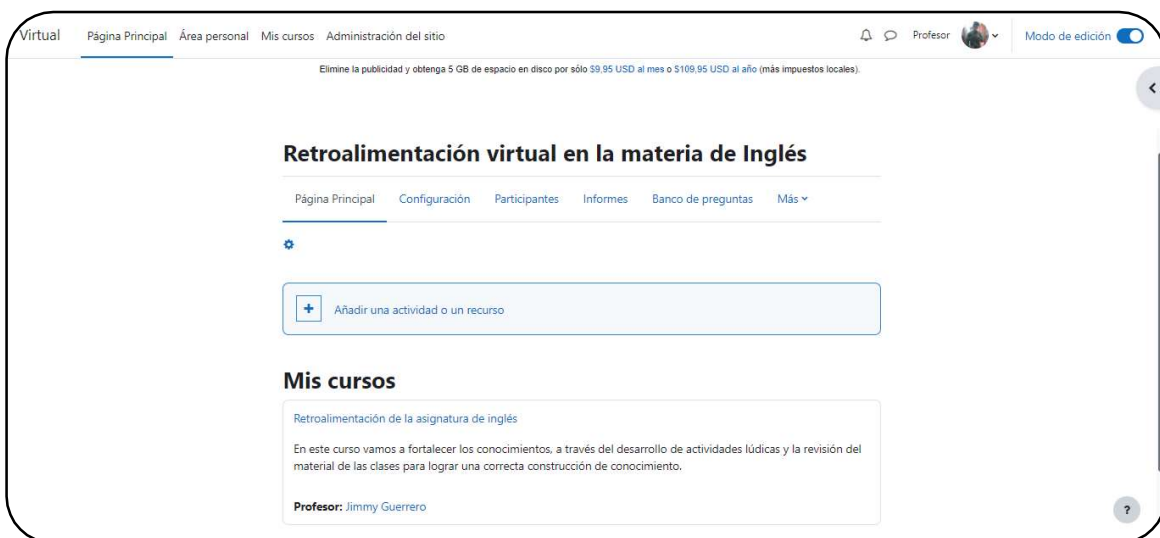 Virtual Página Principal Área personal Mis cursos Administración del sitio Profesor Modo de edición
Elimine la publicidad y obtenga 5 GB de espacio en disco por sólo $9,95 USD al mes o $109,95 USD al año (más impuestos locales).
Retroalimentación virtual en la materia de Inglés
Página Principal Configuración Participantes Informes Banco de preguntas Más
+ Añadir una actividad o un recurso
Mis cursos
Retroalimentación de la asignatura de inglés
En este curso vamos a fortalecer los conocimientos, a través del desarrollo de actividades lúdicas y la revisión del
material de las clases para lograr una correcta construcción de conocimiento.
Profesor: Jimmy Guerrero
?